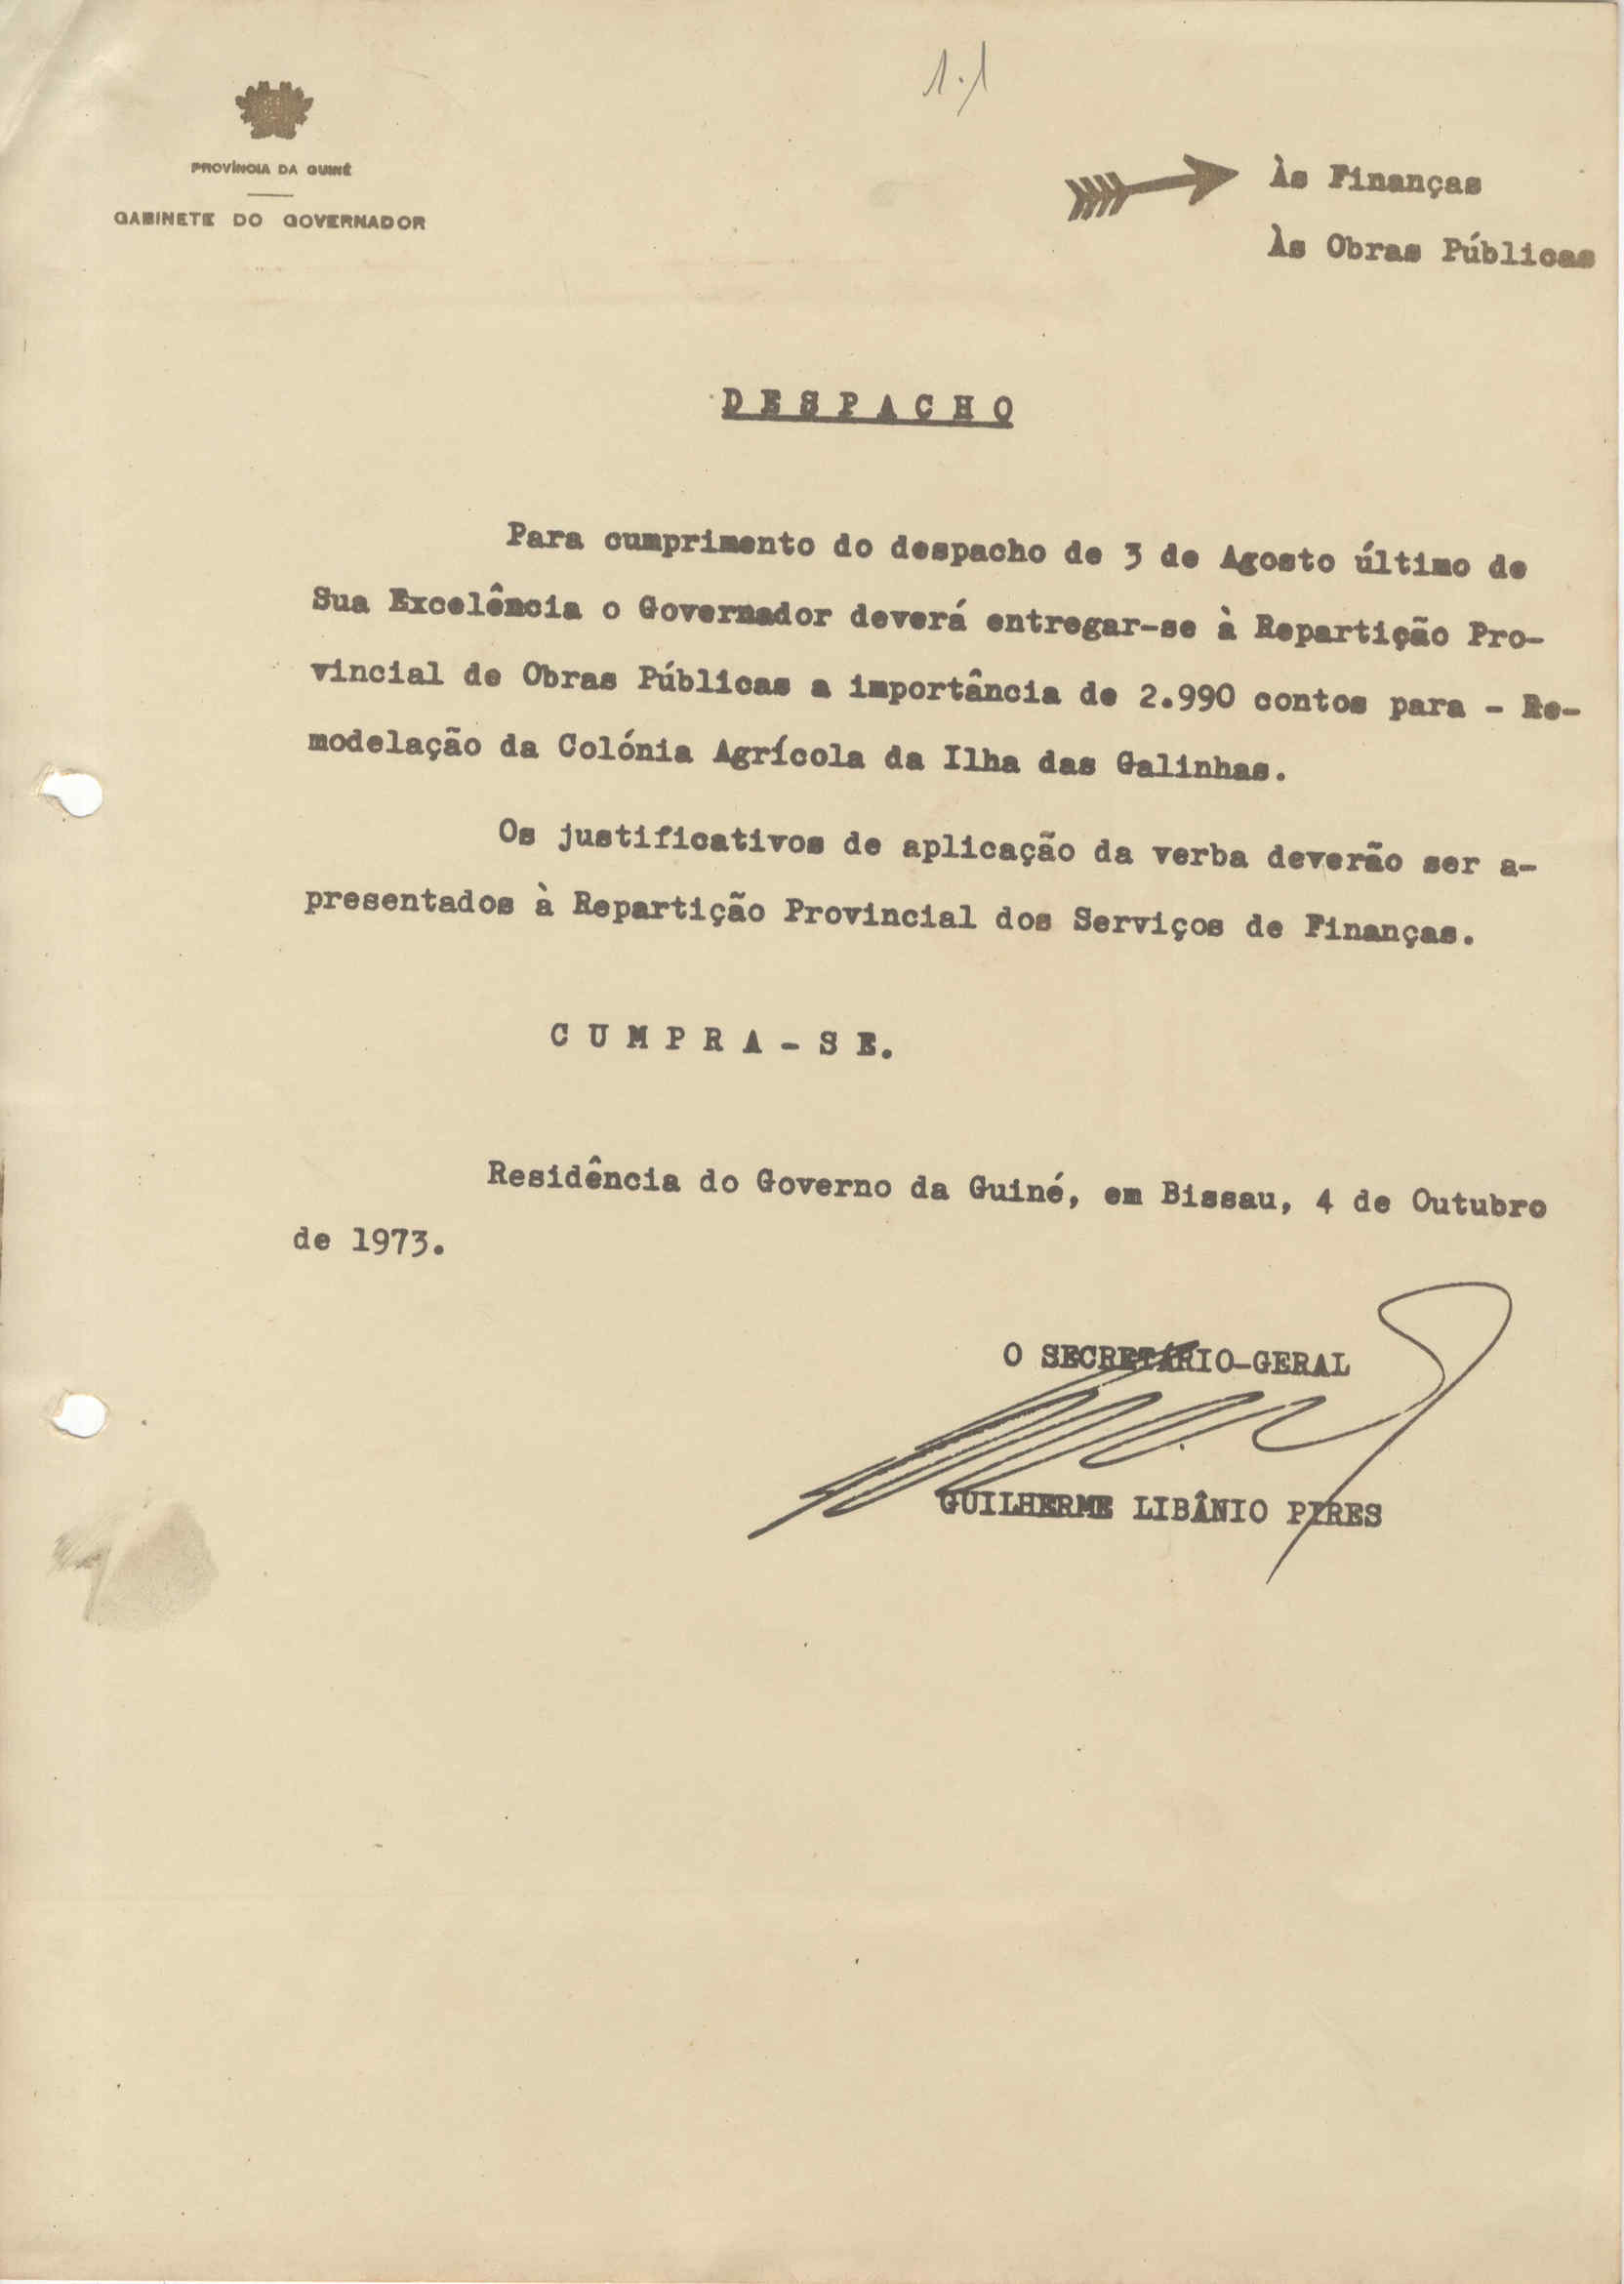 1.1
PROVÍNCIA DA GUINÉ
GABINETE DO GOVERNADOR
Às Finanças
Às Obras Públicas
DESPACHO
Para cumprimento do despacho de 3 de Agosto último de
Sua Excelência o Governador deverá entregar-se à Repartição Pro-
vincial de Obras Públicas a importância de 2.990 contos para - Re-
modelação da Colónia Agrícola da Ilha das Galinhas.
Os justificativos de aplicação da verba deverão ser a-
presentados à Repartição Provincial dos Serviços de Finanças.
CUMPRA-SE.
Residência do Governo da Guiné, em Bissau, 4 de Outubro
de 1973.
O SECRETÁRIO-GERAL
GUILHERME LIBÂNIO PIRES